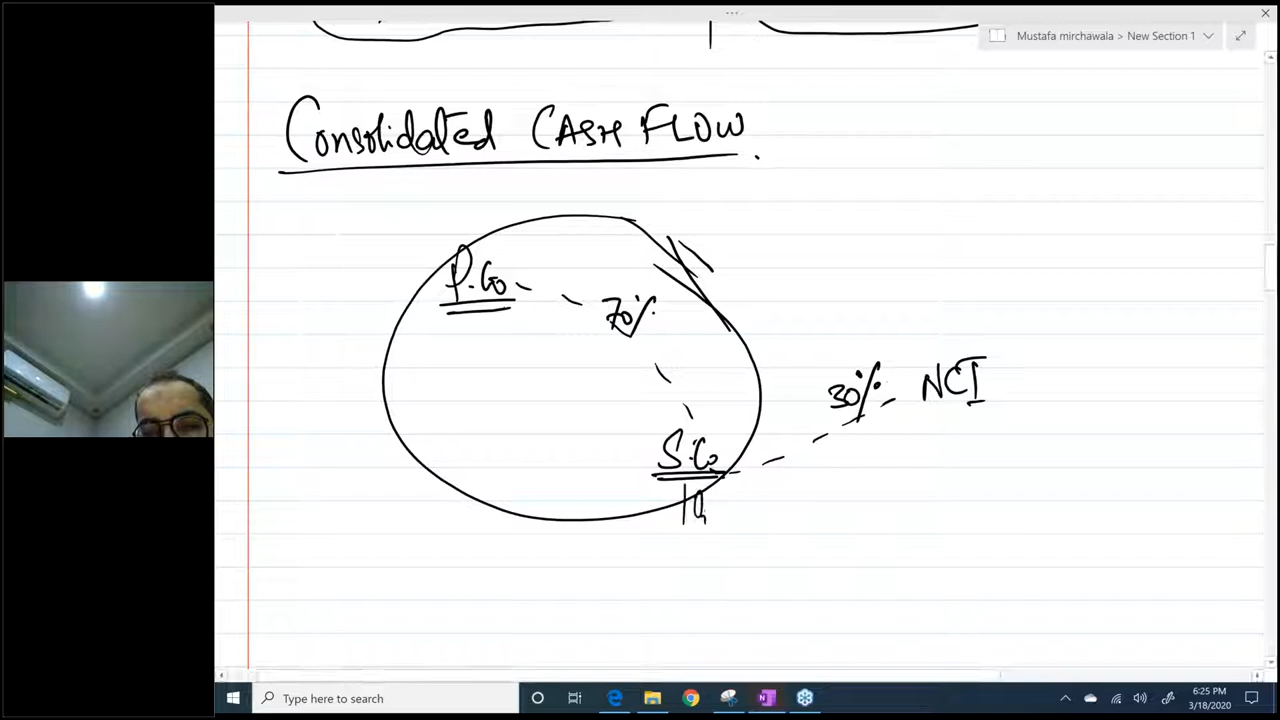 Mustafa mirchawala > New Section 1
Consolidated CASH FLOW.
P.Co
70%
30% NCI
S.Co
Type here to search
6:25 PM
3/18/2020